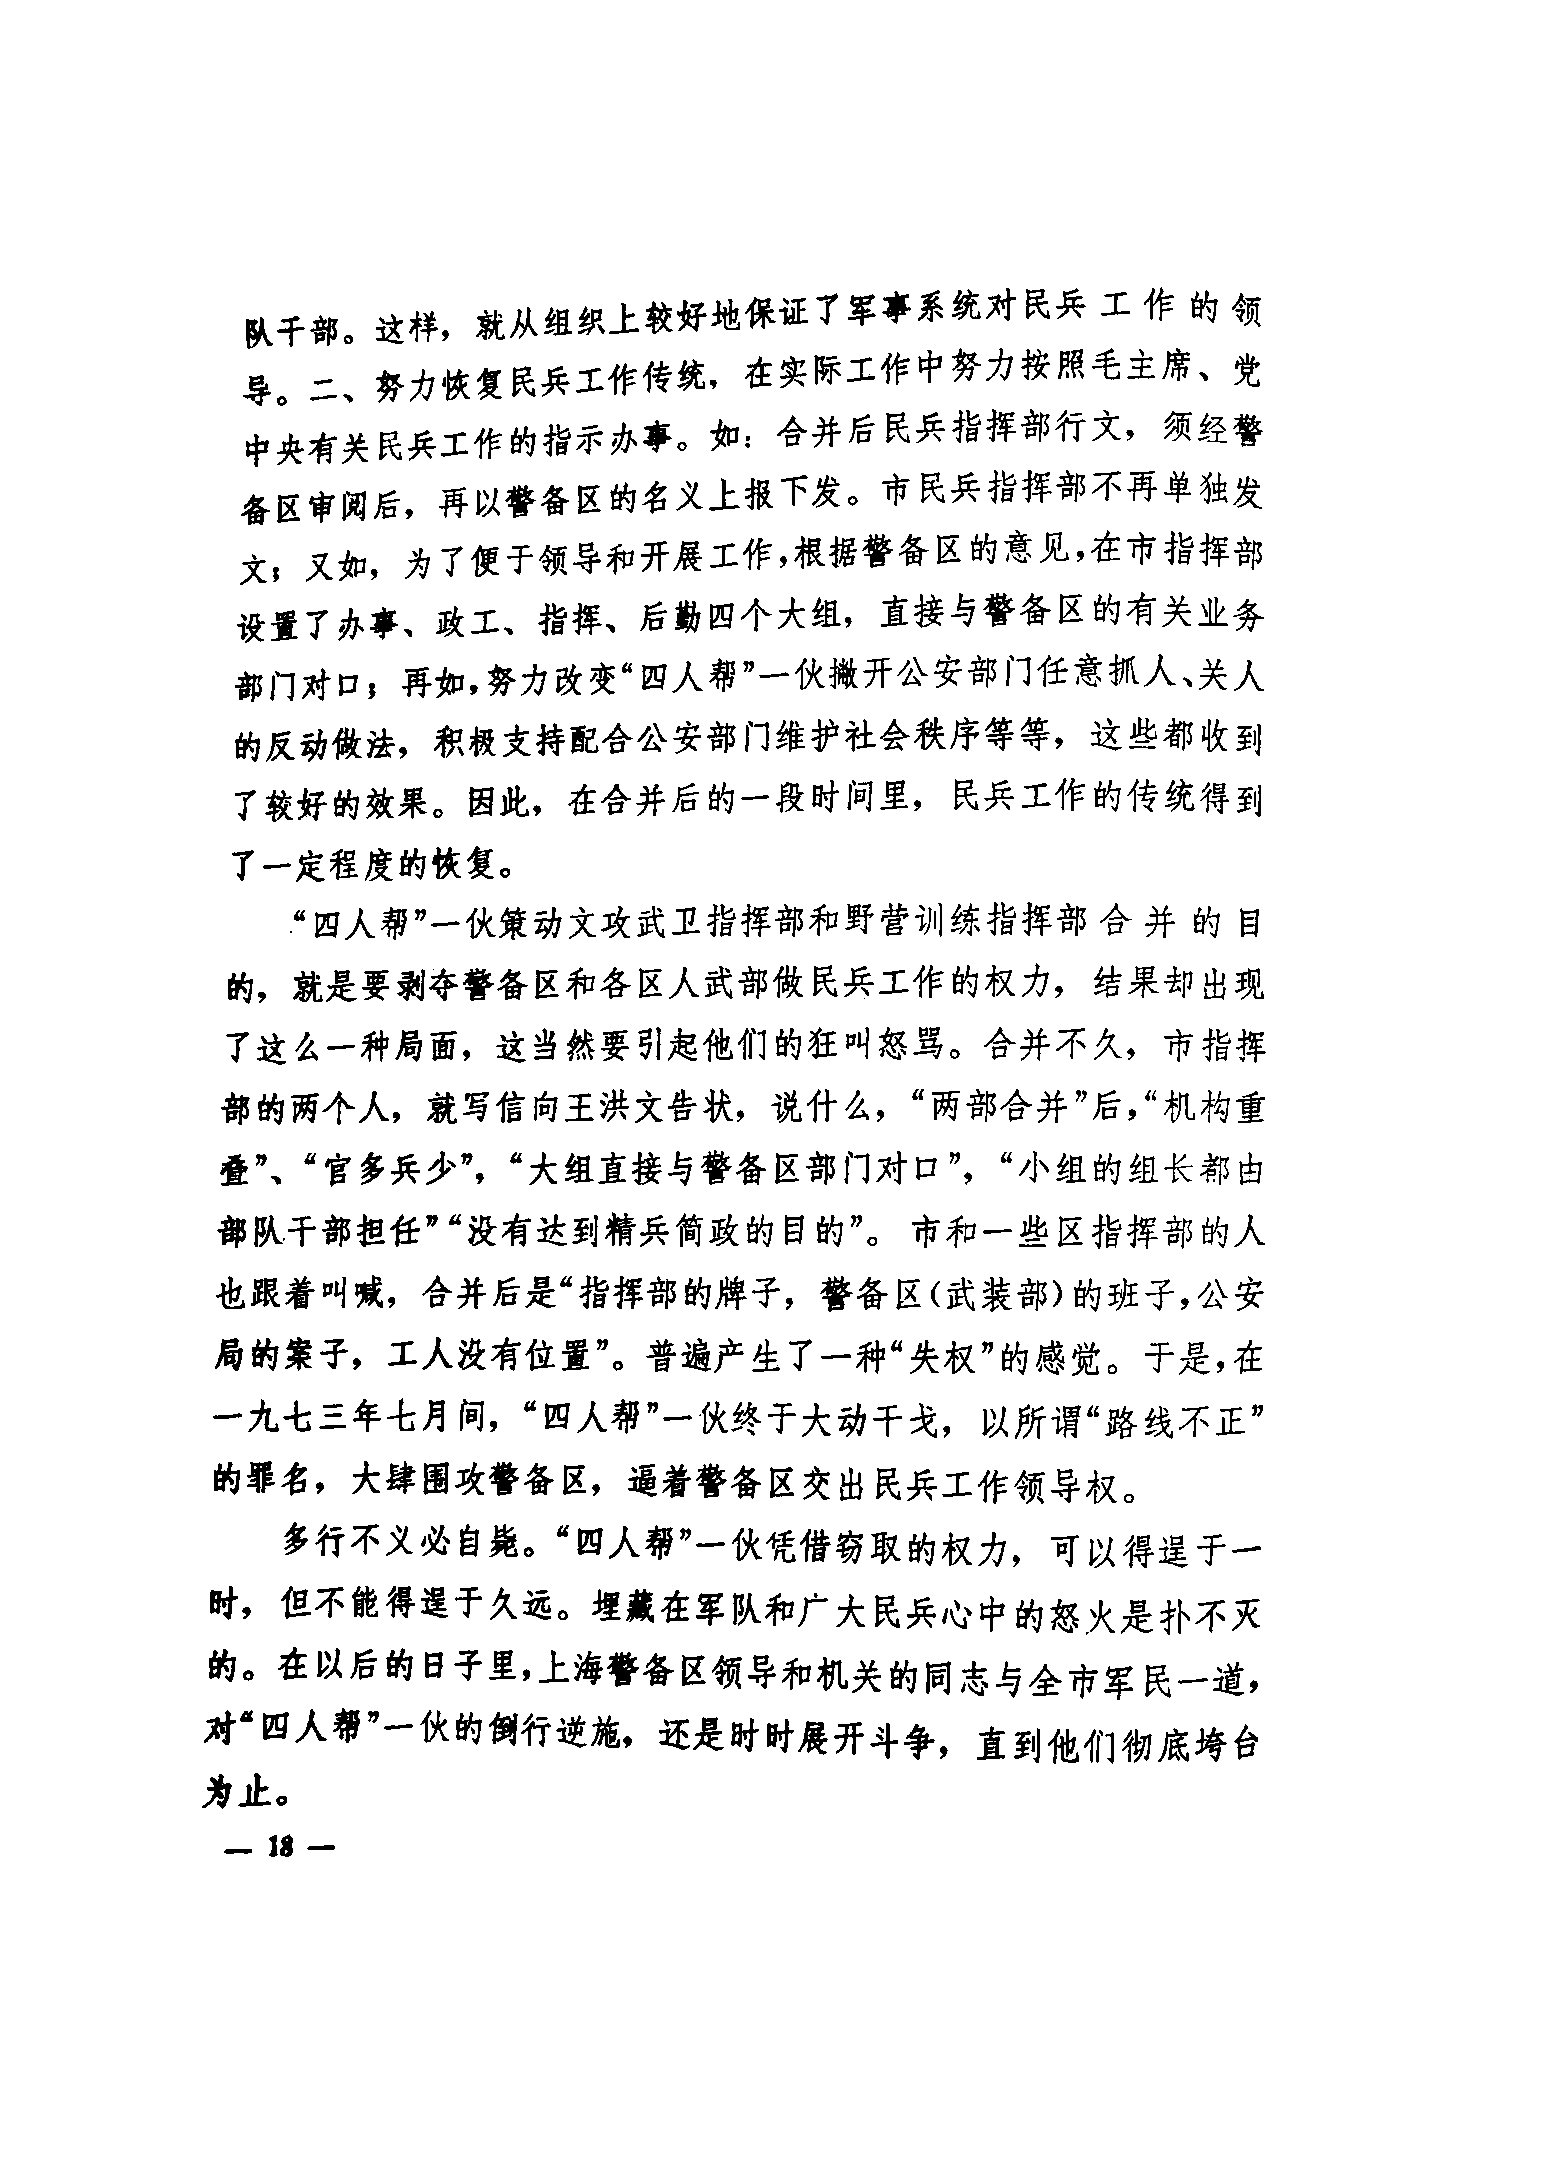 队干部。这样，就从组织上较好地保证了军事系统对民兵工作的领
导。二、努力恢复民兵工作传统，在实际工作中努力按照毛主席、党
中央有关民兵工作的指示办事。如：合并后民兵指挥部行文，须经警
备区审阅后，再以警备区的名义上报下发。市民兵指挥部不再单独发
文；又如，为了便于领导和开展工作，根据警备区的意见，在市指挥部
设置了办事、政工、指挥、后勤四个大组，直接与警备区的有关业务
部门对口；再如，努力改变“四人帮”一伙撇开公安部门任意抓人、关人
的反动做法，积极支持配合公安部门维护社会秩序等等，这些都收到
了较好的效果。因此，在合并后的一段时间里，民兵工作的传统得到
了一定程度的恢复。
“四人帮”一伙策动文攻武卫指挥部和野营训练指挥部合并的目
的，就是要剥夺警备区和各区人武部做民兵工作的权力，结果却出现
了这么一种局面，这当然要引起他们的狂叫怒骂。合并不久，市指挥
部的两个人，就写信向王洪文告状，说什么，“两部合并”后，“机构重
叠”、“官多兵少”，“大组直接与警备区部门对口”，“小组的组长都由
部队干部担任”“没有达到精兵简政的目的”。市和一些区指挥部的人
也跟着叫喊，合并后是“指挥部的牌子，警备区(武装部)的班子，公安
局的案子，工人没有位置”。普遍产生了一种“失权”的感觉。于是，在
一九七三年七月间，“四人帮”一伙终于大动干戈，以所谓“路线不正”
的罪名，大肆围攻警备区，逼着警备区交出民兵工作领导权。
多行不义必自毙。“四人帮”一伙凭借窃取的权力，可以得逞于一
时，但不能得逞于久远。埋藏在军队和广大民兵心中的怒火是扑不灭
的。在以后的日子里，上海警备区领导和机关的同志与全市军民一道，
对“四人帮”一伙的倒行逆施，还是时时展开斗争，直到他们彻底垮台
为止。
— 18 —